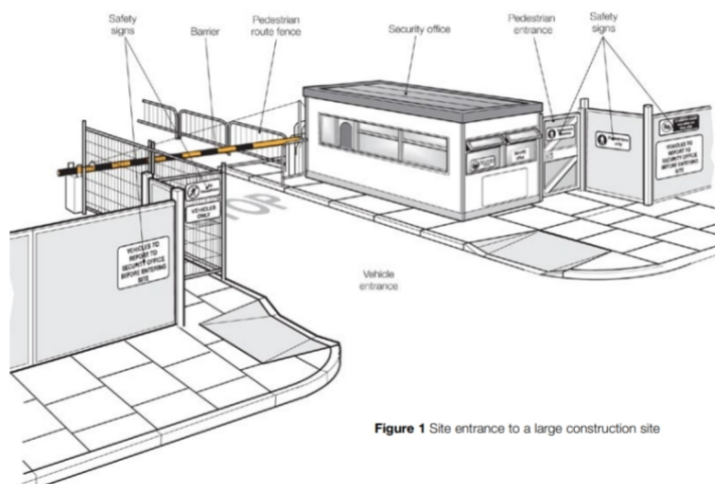 Safety
signs
Barrier
Pedestrian
route fence
Security office
Pedestrian
entrance
Safety
signs
VEHICLES
ONLY
STOP
VEHICLES TO
REPORT TO
SECURITY OFFICE
BEFORE ENTERING
SITE
VEHICLES TO
REPORT TO
SECURITY OFFICE
BEFORE ENTERING
SITE
Vehicle
entrance
Figure 1 Site entrance to a large construction site